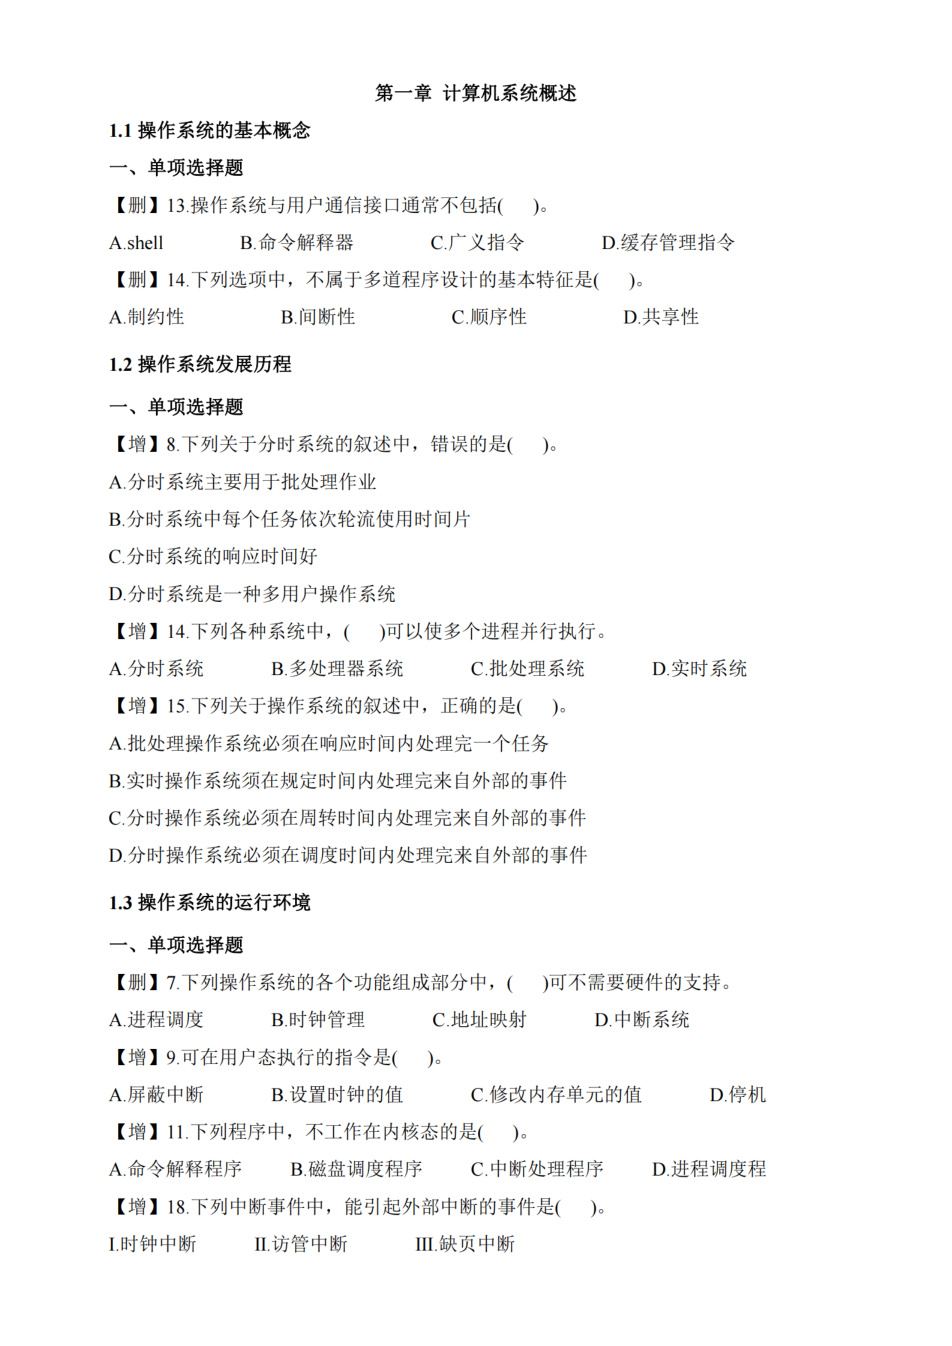 第一章 计算机系统概述
1.1 操作系统的基本概念
一、单项选择题
【删】13.操作系统与用户通信接口通常不包括( )。
A.shell B.命令解释器 C.广义指令 D.缓存管理指令
【删】14.下列选项中，不属于多道程序设计的基本特征是( )。
A.制约性 B.间断性 C.顺序性 D.共享性
1.2 操作系统发展历程
一、单项选择题
【增】8.下列关于分时系统的叙述中，错误的是( )。
A.分时系统主要用于批处理作业
B.分时系统中每个任务依次轮流使用时间片
C.分时系统的响应时间好
D.分时系统是一种多用户操作系统
【增】14.下列各种系统中，( )可以使多个进程并行执行。
A.分时系统 B.多处理器系统 C.批处理系统 D.实时系统
【增】15.下列关于操作系统的叙述中，正确的是( )。
A.批处理操作系统必须在响应时间内处理完一个任务
B.实时操作系统须在规定时间内处理完来自外部的事件
C.分时操作系统必须在周转时间内处理完来自外部的事件
D.分时操作系统必须在调度时间内处理完来自外部的事件
1.3 操作系统的运行环境
一、单项选择题
【删】7.下列操作系统的各个功能组成部分中，( )可不需要硬件的支持。
A.进程调度 B.时钟管理 C.地址映射 D.中断系统
【增】9.可在用户态执行的指令是( )。
A.屏蔽中断 B.设置时钟的值 C.修改内存单元的值 D.停机
【增】11.下列程序中，不工作在内核态的是( )。
A.命令解释程序 B.磁盘调度程序 C.中断处理程序 D.进程调度程
【增】18.下列中断事件中，能引起外部中断的事件是( )。
I.时钟中断 II.访管中断 III.缺页中断